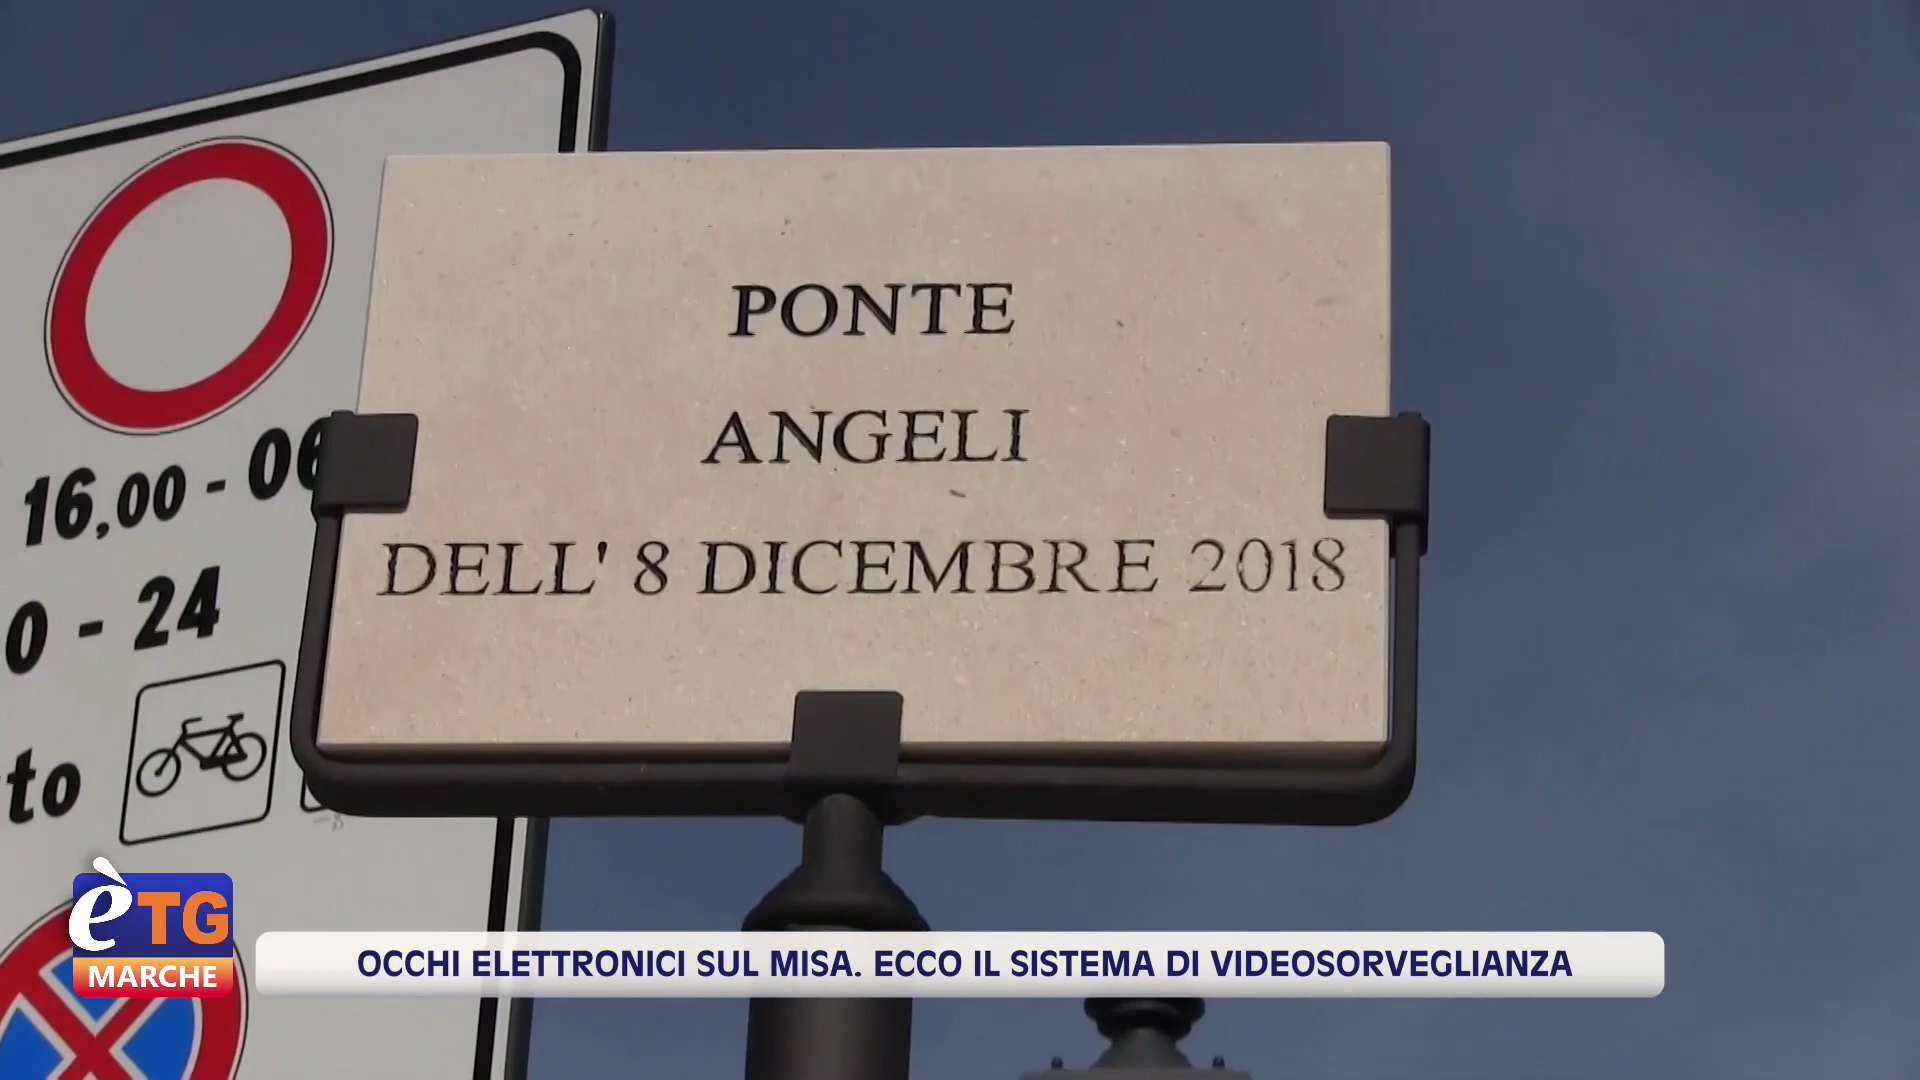 16,00 - 06
0 - 24
to
PONTE
ANGELI
DELL' 8 DICEMBRE 2018
èTG
MARCHE
OCCHI ELETTRONICI SUL MISA. ECCO IL SISTEMA DI VIDEOSORVEGLIANZA